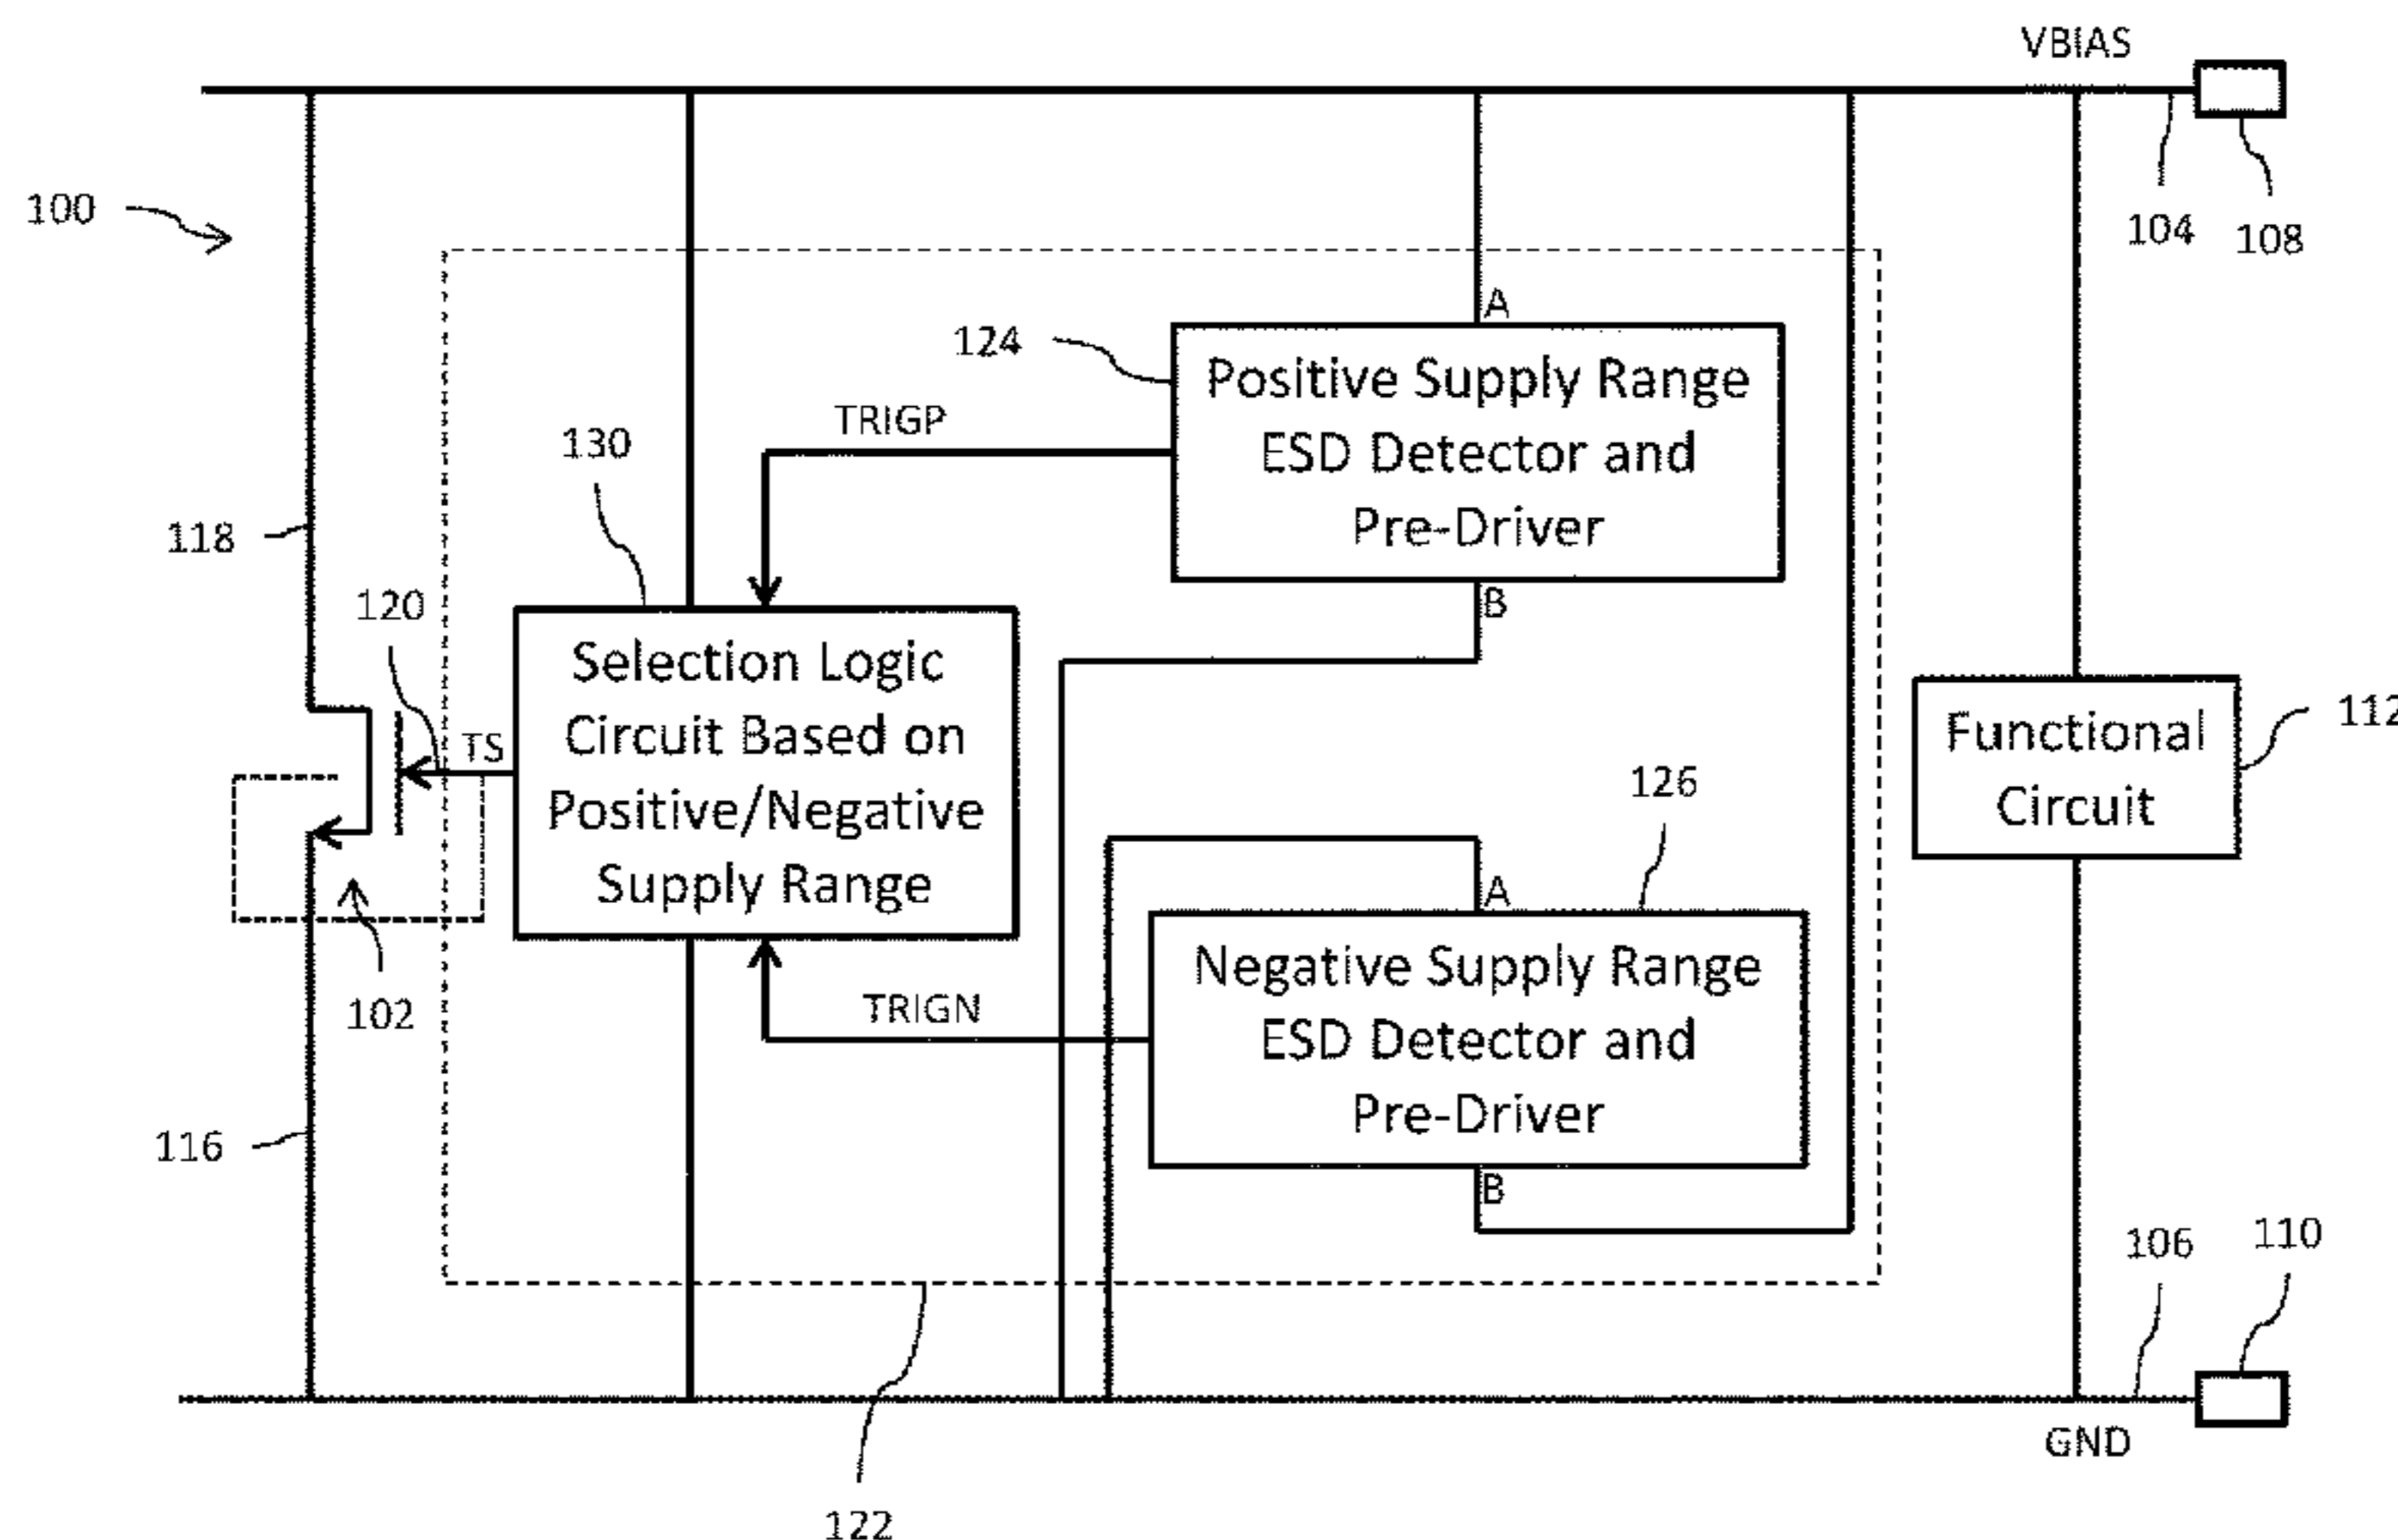 VBIAS
100
104
108
A
124
Positive Supply Range
ESD Detector and
Pre-Driver
TRIGP
130
118
B
120
Selection Logic
Circuit Based on
Positive/Negative
Supply Range
TS
Functional
Circuit
112
126
A
102
Negative Supply Range
ESD Detector and
Pre-Driver
TRIGN
116
B
106
110
GND
122